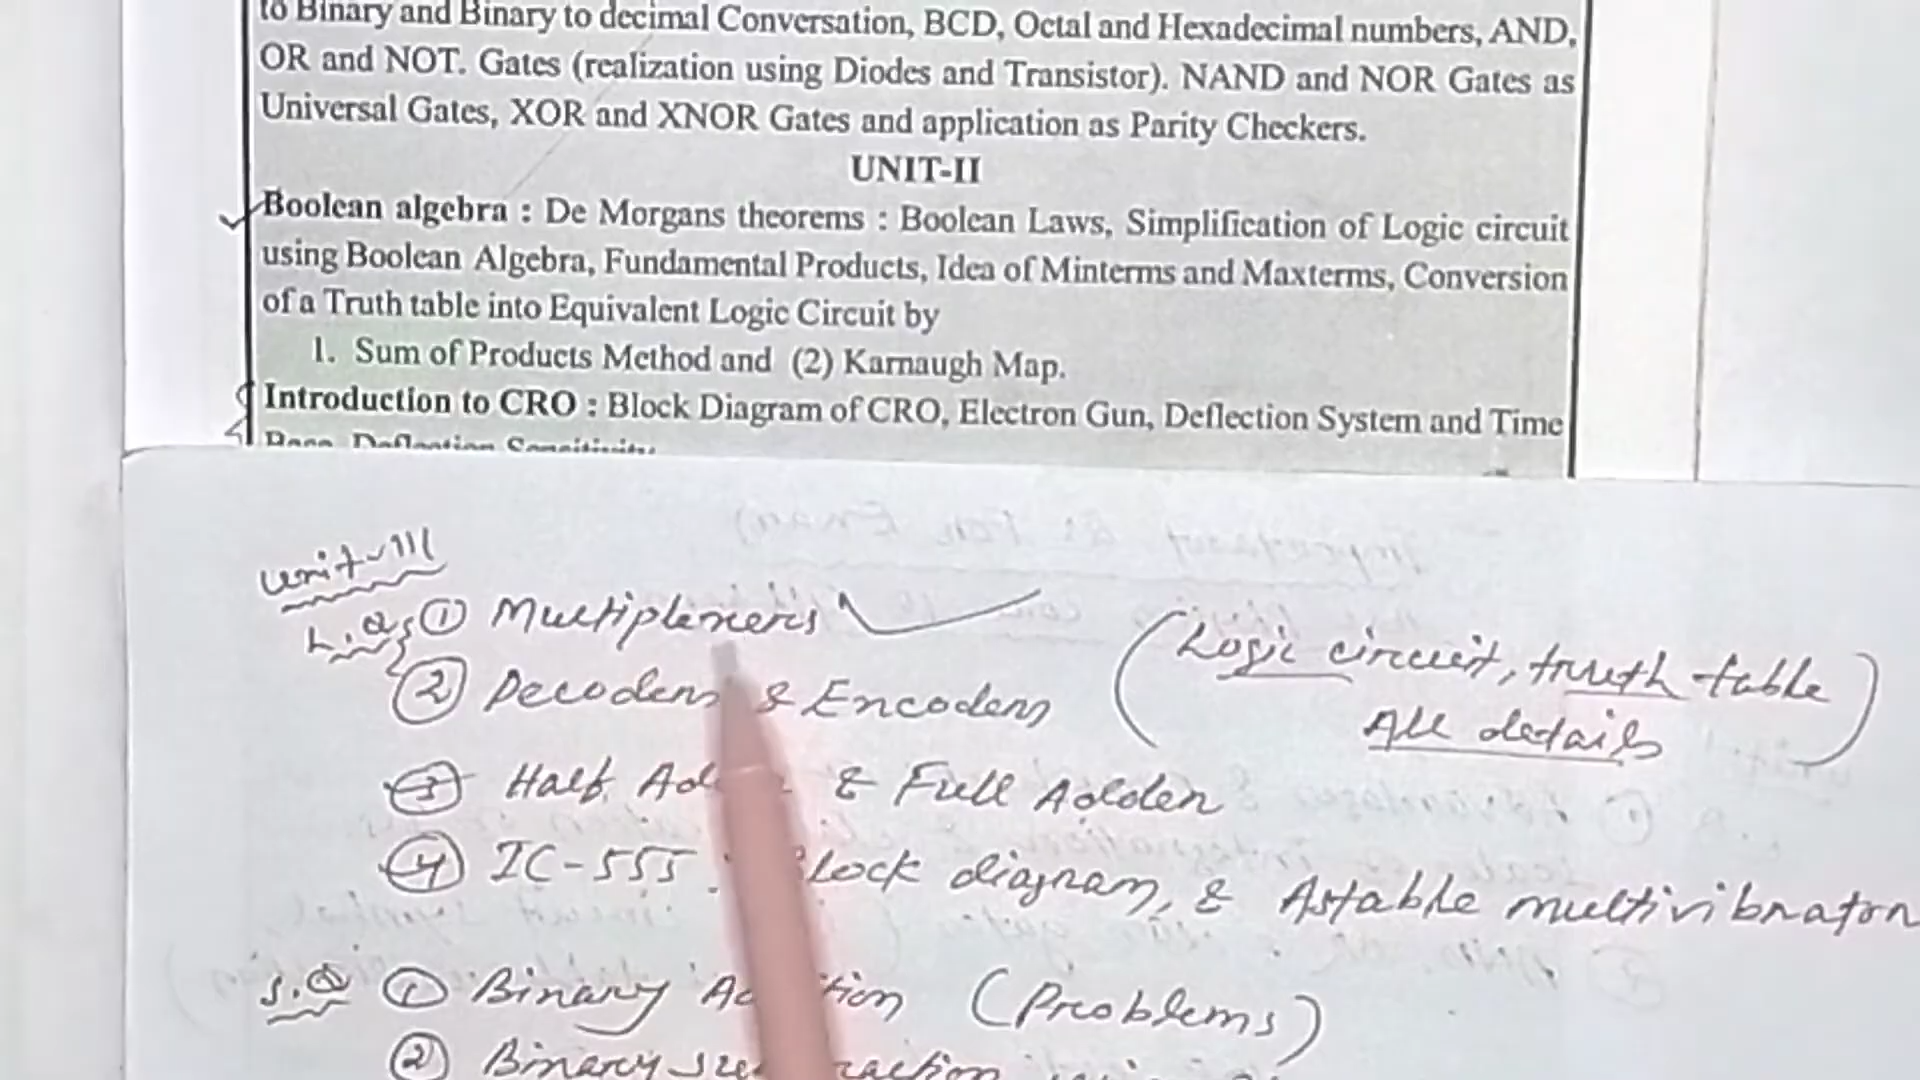 to Binary and Binary to decimal Conversation, BCD, Octal and Hexadecimal numbers, AND,
OR and NOT. Gates (realization using Diodes and Transistor). NAND and NOR Gates as
Universal Gates, XOR and XNOR Gates and application as Parity Checkers.
UNIT-II
Boolean algebra : De Morgans theorems : Boolean Laws, Simplification of Logic circuit
using Boolean Algebra, Fundamental Products, Idea of Minterms and Maxterms, Conversion
of a Truth table into Equivalent Logic Circuit by
1. Sum of Products Method and (2) Karnaugh Map.
Introduction to CRO : Block Diagram of CRO, Electron Gun, Deflection System and Time
Base, Deflection Sensitivity
unit-III
L.Q ① Multiplexers
(Logic circuit, truth table
② Decoders & Encoders
All details)
③ Half & Full Adder
④ IC-555 : Block diagram, & Astable multivibrator
S.Q ① Binary (Problems)
② Binary